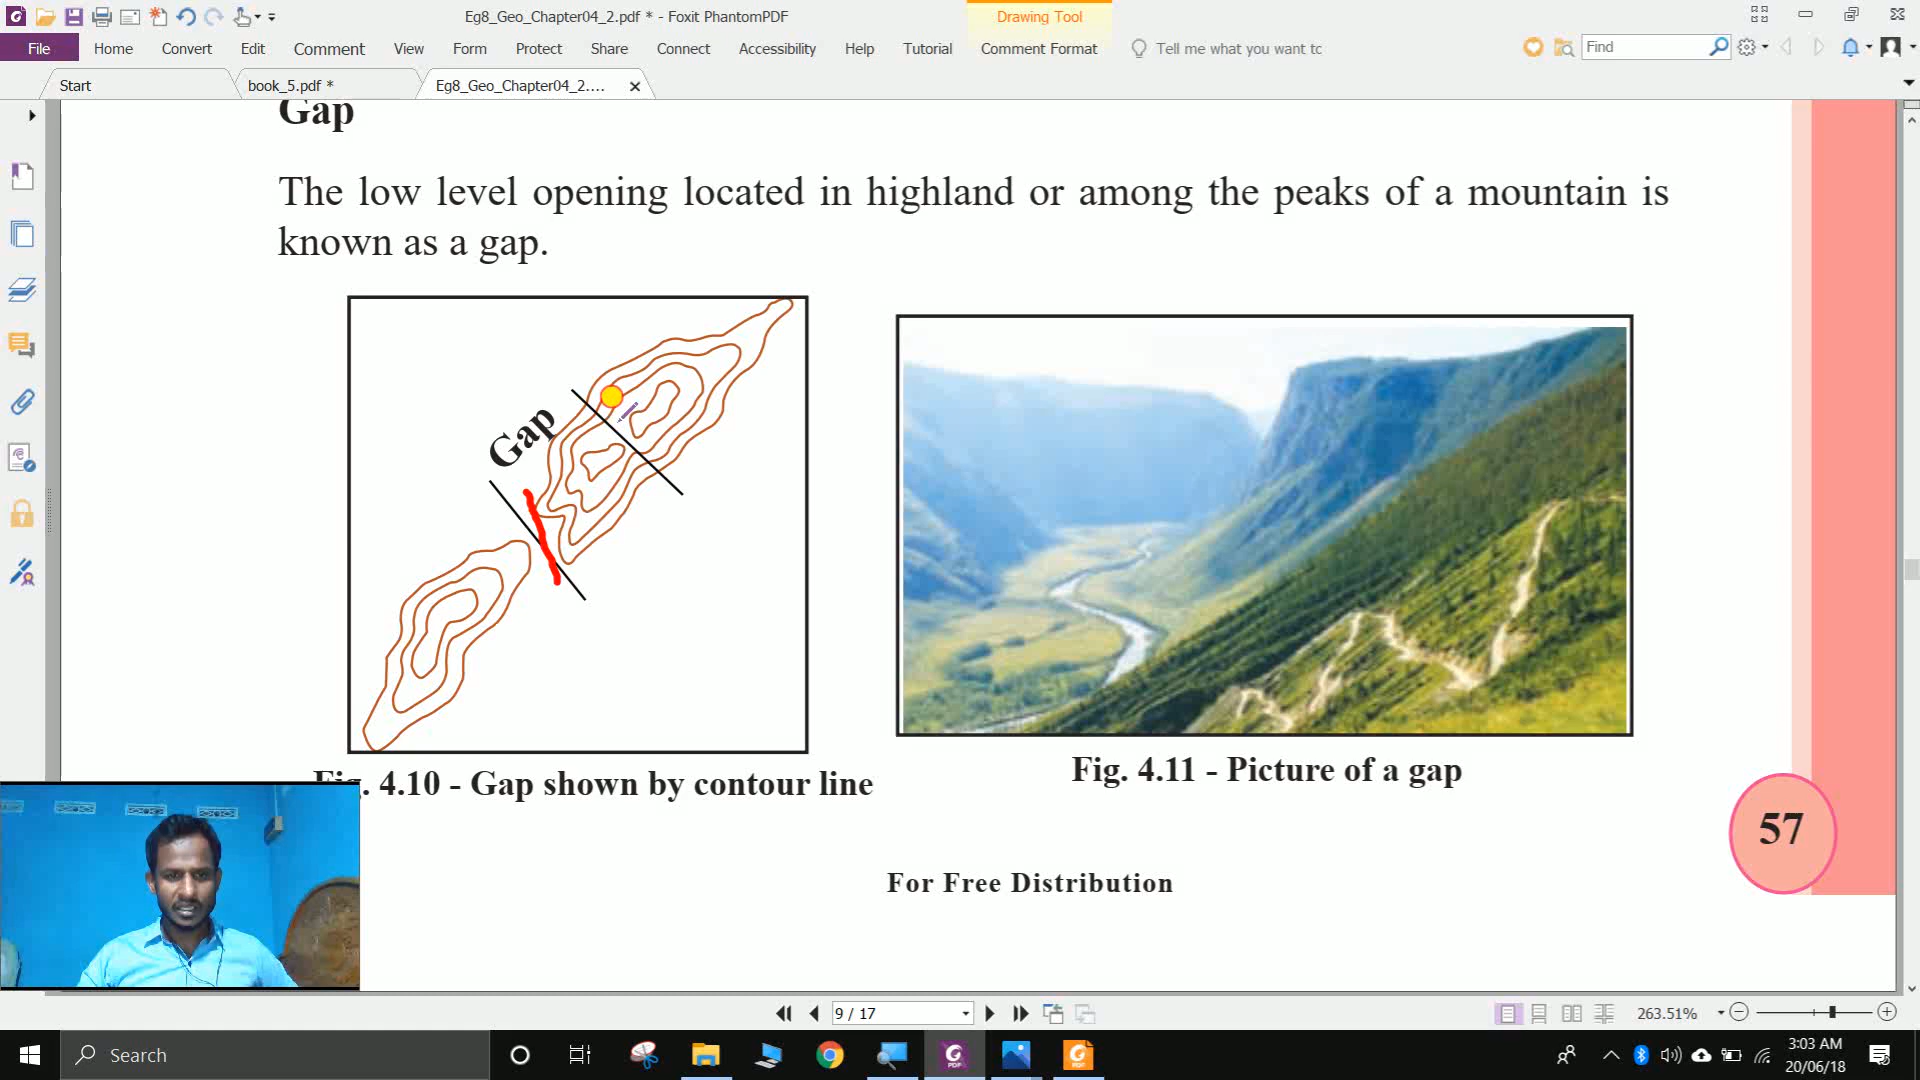 Eg8_Geo_Chapter04_2.pdf * - Foxit PhantomPDF
Drawing Tool
File Home Convert Edit Comment View Form Protect Share Connect Accessibility Help Tutorial Comment Format Tell me what you want tc Find
Start book_5.pdf * Eg8_Geo_Chapter04_2....
Gap
The low level opening located in highland or among the peaks of a mountain is
known as a gap.
Gap
Fig. 4.10 - Gap shown by contour line
Fig. 4.11 - Picture of a gap
57
For Free Distribution
9 / 17
263.51%
Search
3:03 AM
20/06/18